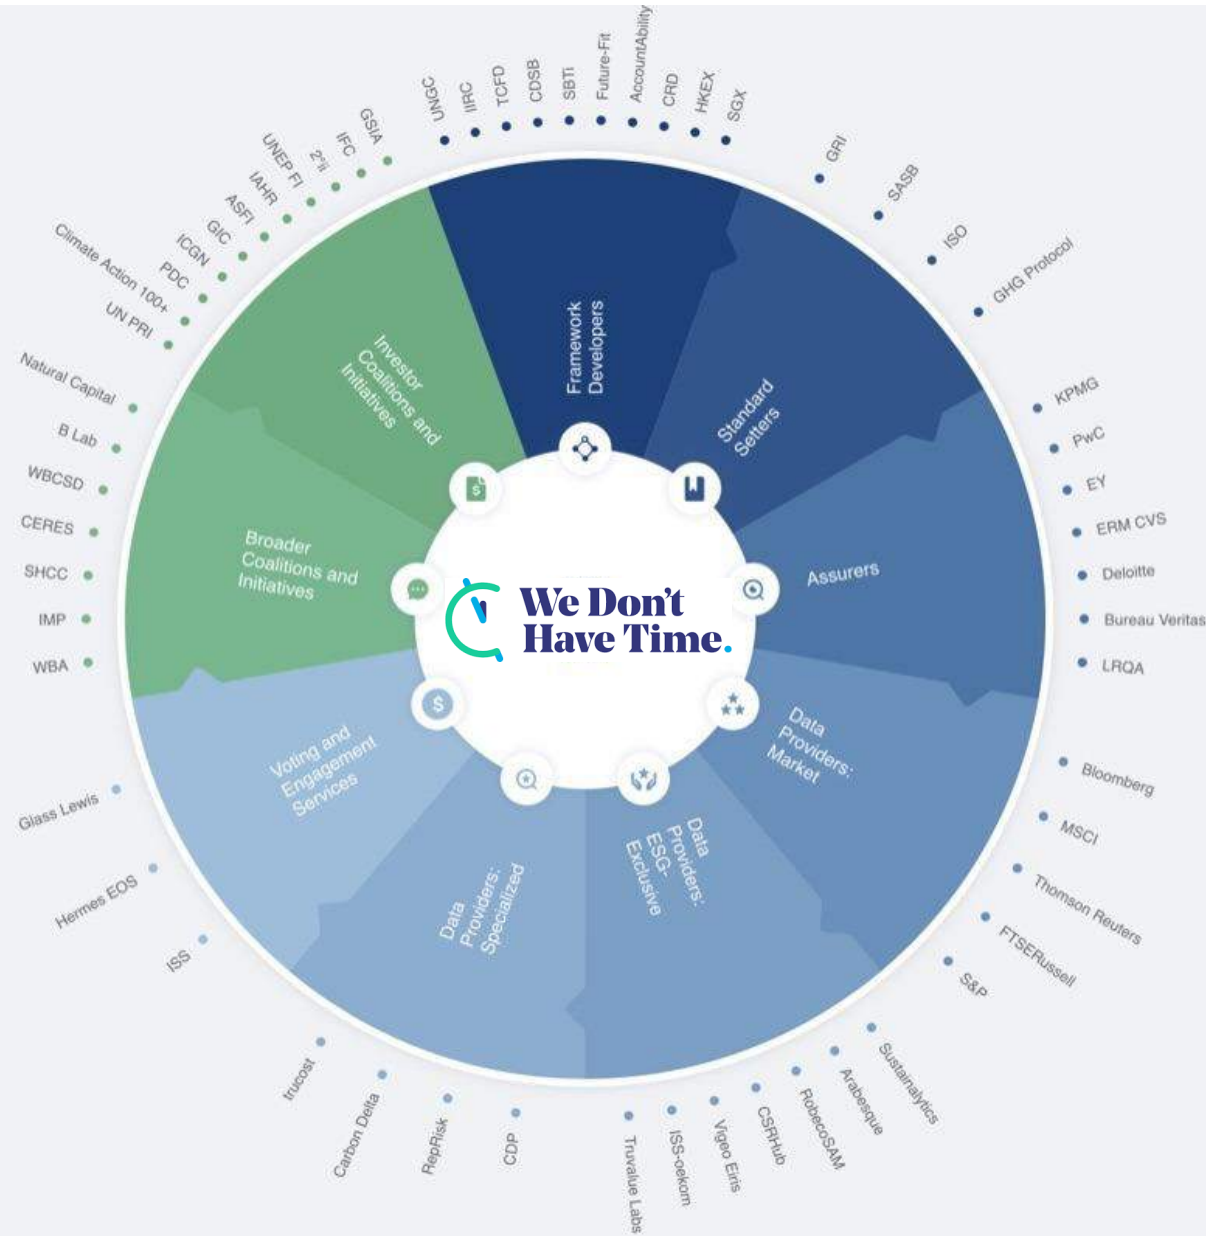 UNGC
IIRC
TCFD
CDSB
SBTi
Future-Fit
AccountAbility
CRD
HKEX
SGX
GRI
SASB
ISO
GHG Protocol
KPMG
PwC
EY
ERM CVS
Deloitte
Bureau Veritas
LRQA
Bloomberg
MSCI
Thomson Reuters
FTSERussell
S&P
Sustainalytics
Arabesque
RobecoSAM
CSRHub
Vigeo Eiris
ISS-oekom
Truvalue Labs
CDP
RepRisk
Carbon Delta
trucost
ISS
Hermes EOS
Glass Lewis
WBA
IMP
SHCC
CERES
WBCSD
B Lab
Natural Capital
UN PRI
Climate Action 100+
PDC
ICGN
GIC
ASFI
IAHR
UNEP FI
2°ii
IFC
GSIA
Framework
Developers
Standard
Setters
Assurers
Data
Providers:
Market
Data
Providers:
ESG-
Exclusive
Data
Providers:
Specialized
Voting and
Engagement
Services
Broader
Coalitions and
Initiatives
Investor
Coalitions and
Initiatives
We Don't
Have Time.